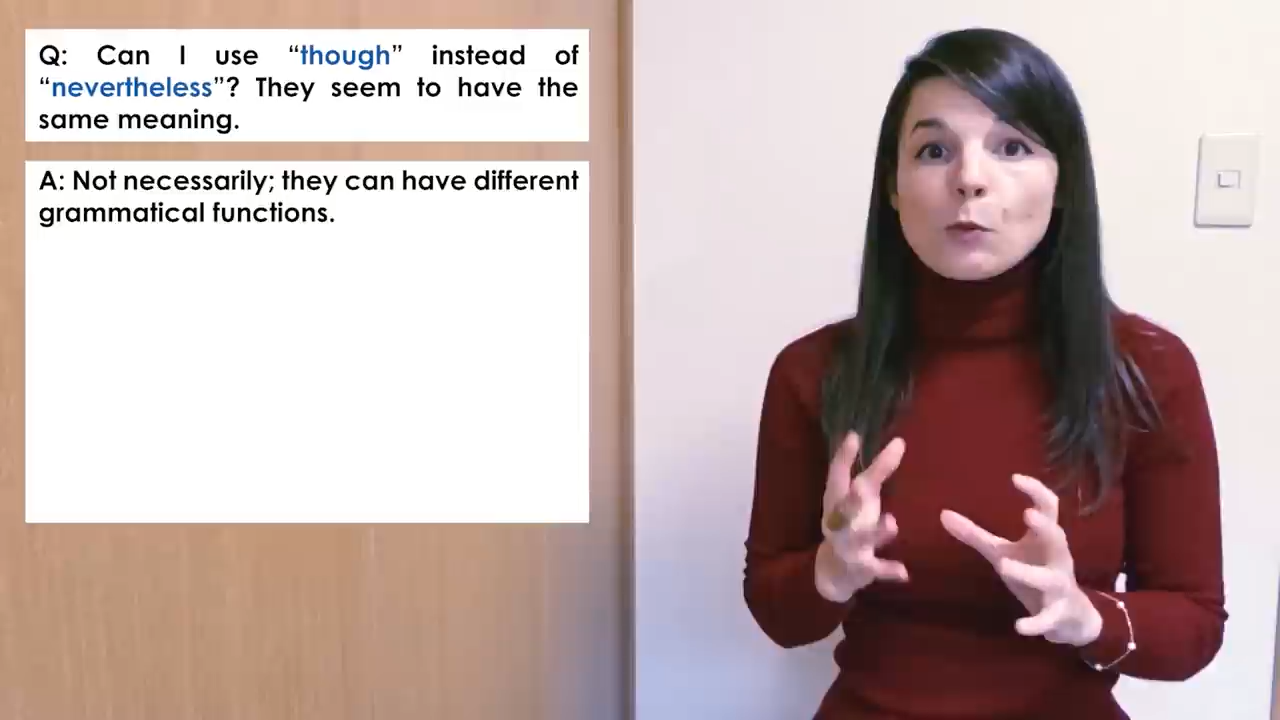 Q: Can I use “though” instead of
“nevertheless”? They seem to have the
same meaning.
A: Not necessarily; they can have different
grammatical functions.